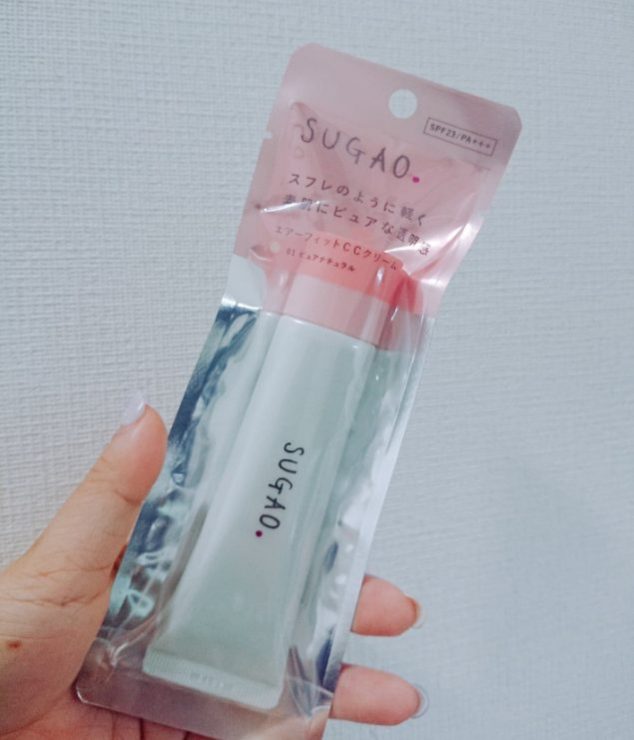 SPF23/PA+++
SUGAO.
スフレのように軽く
素肌にピュアな透明感
エアーフィットCCクリーム
01 ピュアナチュラル
SUGAO.